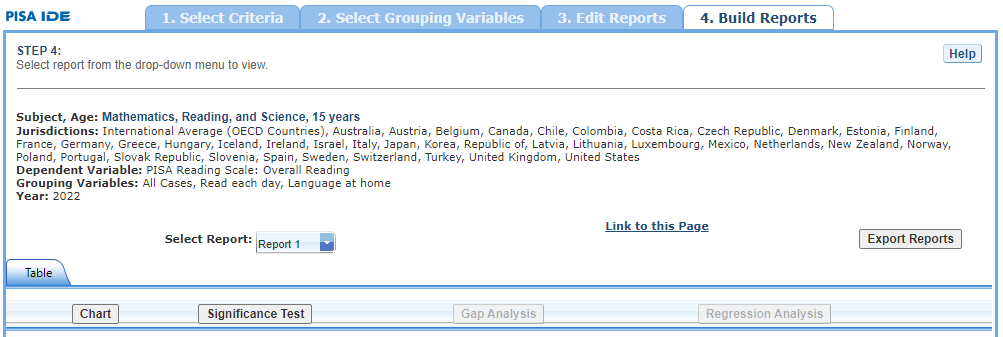 PISA IDE
1. Select Criteria
2. Select Grouping Variables
3. Edit Reports
4. Build Reports
STEP 4:
Select report from the drop-down menu to view.
Help
Subject, Age: Mathematics, Reading, and Science, 15 years
Jurisdictions: International Average (OECD Countries), Australia, Austria, Belgium, Canada, Chile, Colombia, Costa Rica, Czech Republic, Denmark, Estonia, Finland,
France, Germany, Greece, Hungary, Iceland, Ireland, Israel, Italy, Japan, Korea, Republic of, Latvia, Lithuania, Luxembourg, Mexico, Netherlands, New Zealand, Norway,
Poland, Portugal, Slovak Republic, Slovenia, Spain, Sweden, Switzerland, Turkey, United Kingdom, United States
Dependent Variable: PISA Reading Scale: Overall Reading
Grouping Variables: All Cases, Read each day, Language at home
Year: 2022
Link to this Page
Select Report: Report 1
Export Reports
Table
Chart
Significance Test
Gap Analysis
Regression Analysis